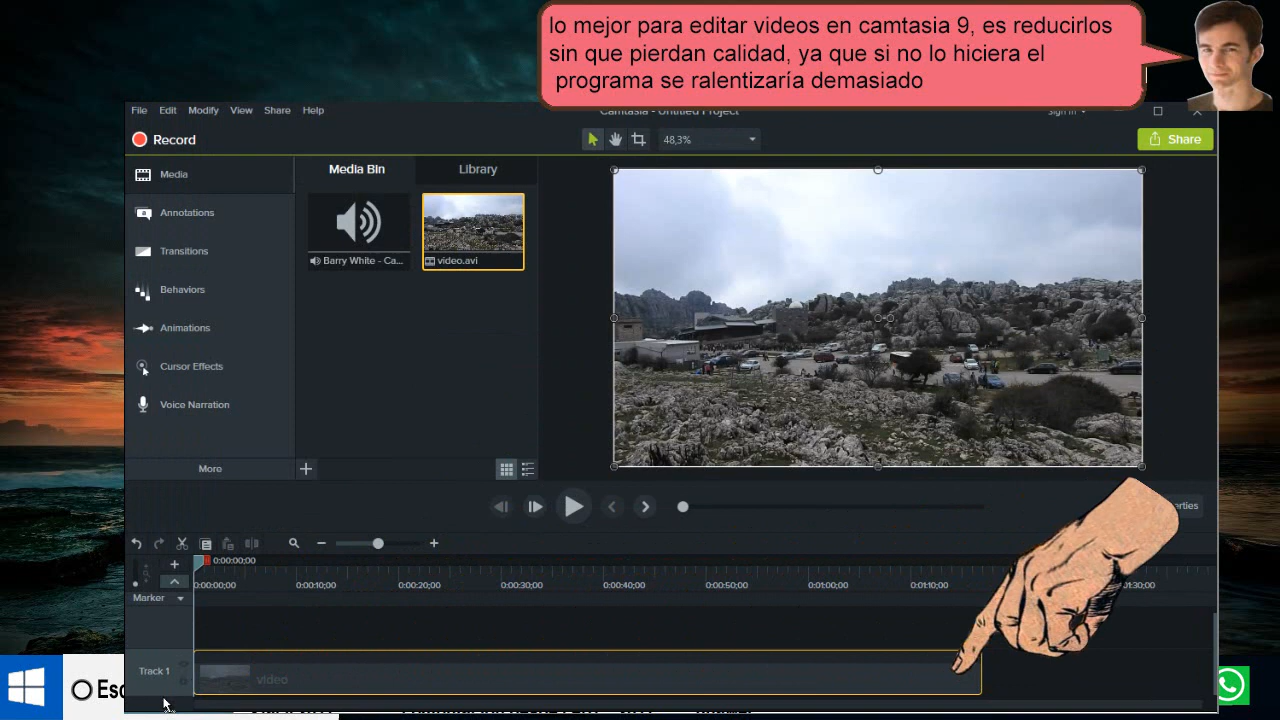 lo mejor para editar videos en camtasia 9, es reducirlos
sin que pierdan calidad, ya que si no lo hiciera el
programa se ralentizaría demasiado
File Edit Modify View Share Help
Camtasia - Untitled Project
Sign In
Record
48,3%
Share
Media
Annotations
Transitions
Behaviors
Animations
Cursor Effects
Voice Narration
More
Media Bin
Library
Barry White - Ca...
video.avi
erties
0:00:00;00
0:00:00;00 0:00:10;00 0:00:20;00 0:00:30;00 0:00:40;00 0:00:50;00 0:01:00;00 0:01:10;00 01:30;00
Marker
Track 1
video
Esc